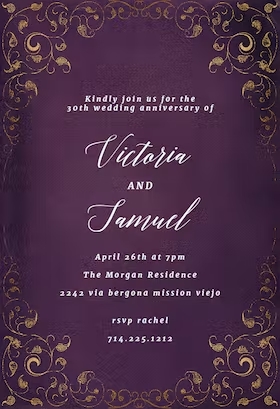 Kindly join us for the
30th wedding anniversary of
Victoria
AND
Samuel
April 26th at 7pm
The Morgan Residence
2242 via bergona mission viejo
rsvp rachel
714.225.1212